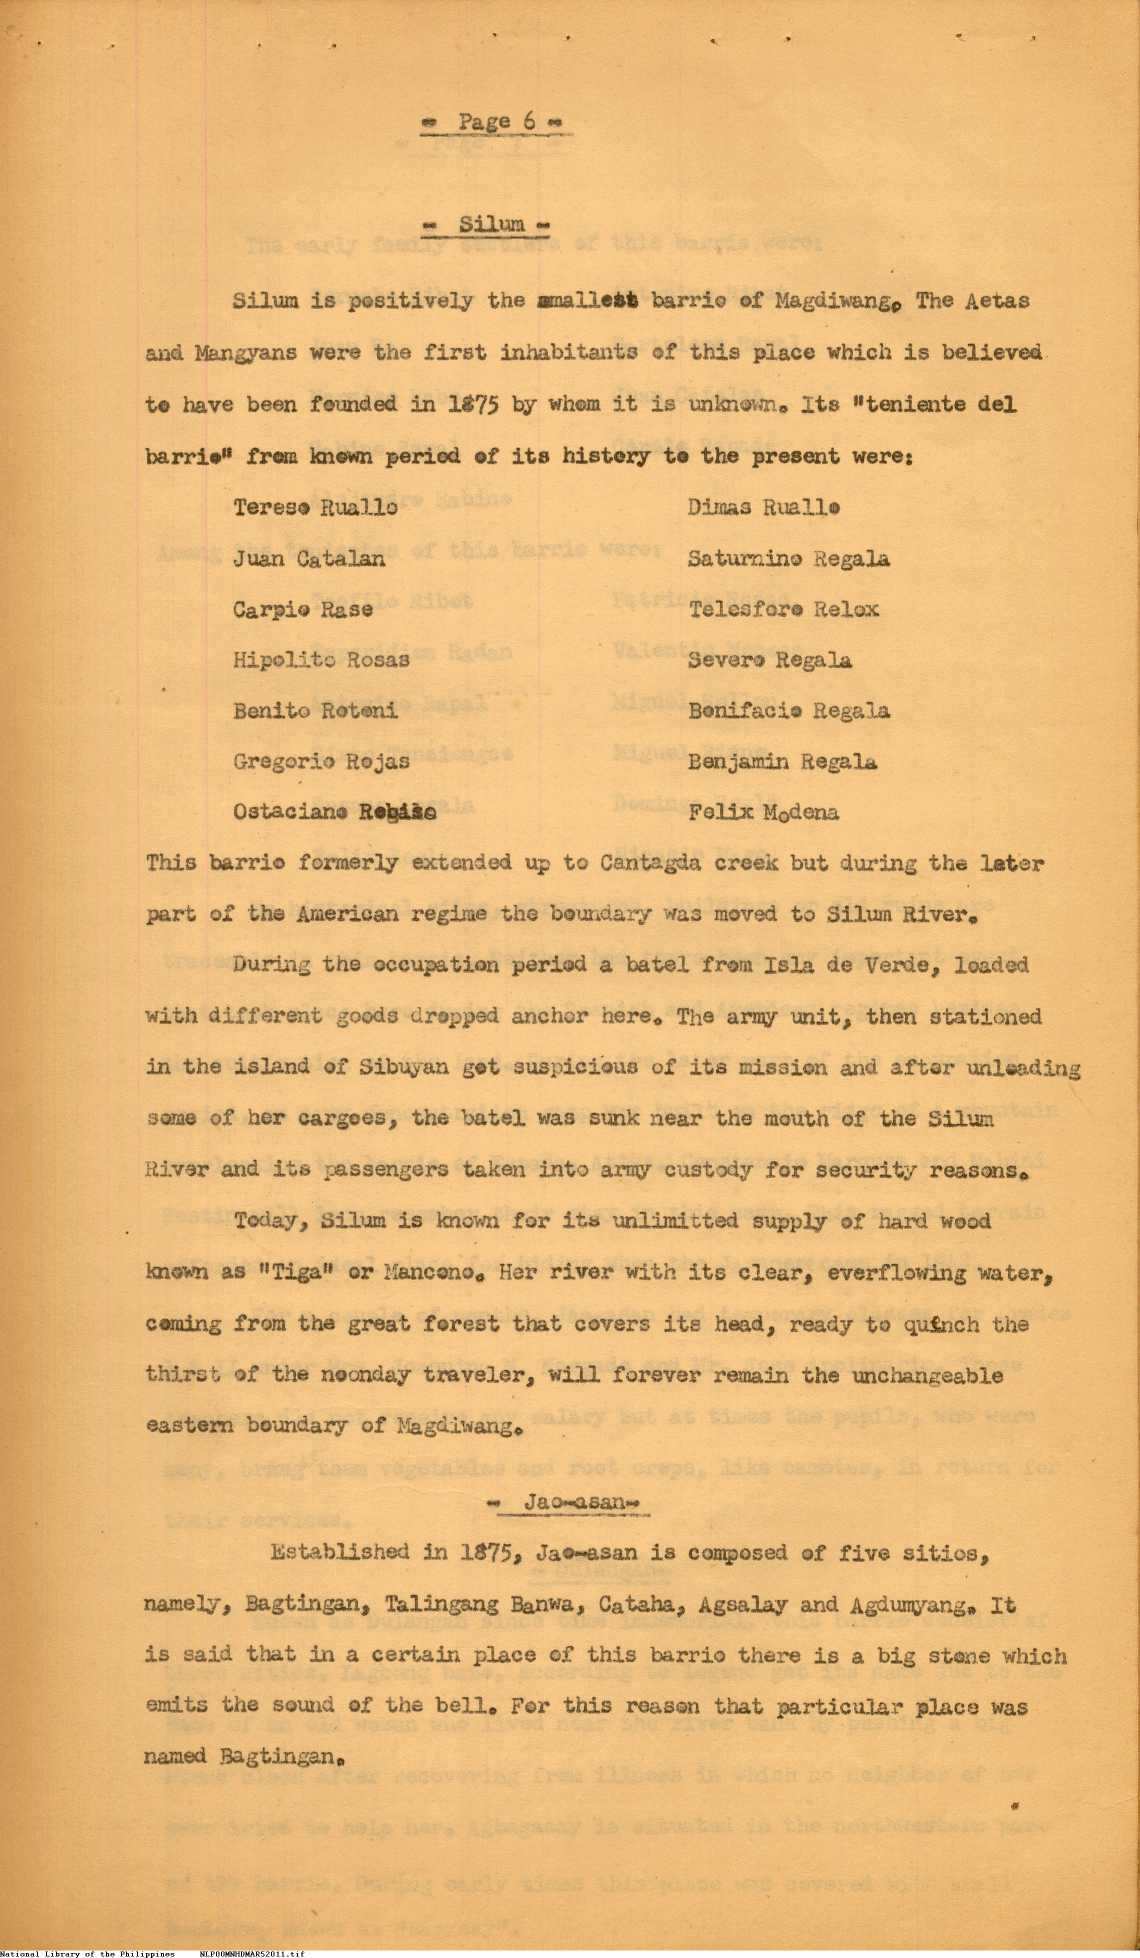 - Page 6 -
- Silum -
Silum is positively the smallest barrio of Magdiwang. The Aetas
and Mangyans were the first inhabitants of this place which is believed
to have been founded in 1875 by whom it is unknown. Its "teniente del
barrio" from known period of its history to the present were:
Tereso Ruallo Dimas Ruallo
Juan Catalan Saturnino Regala
Carpio Rase Telesforo Relox
Hipolito Rosas Severo Regala
Benito Rotoni Bonifacio Regala
Gregorio Rojas Benjamin Regala
Ostaciano Felix Modena
This barrio formerly extended up to Cantagda creek but during the later
part of the American regime the boundary was moved to Silum River.
During the occupation period a batel from Isla de Verde, loaded
with different goods dropped anchor here. The army unit, then stationed
in the island of Sibuyan got suspicious of its mission and after unloading
some of her cargoes, the batel was sunk near the mouth of the Silum
River and its passengers taken into army custody for security reasons.
Today, Silum is known for its unlimitted supply of hard wood
known as "Tiga" or Mancono. Her river with its clear, everflowing water,
coming from the great forest that covers its head, ready to quinch the
thirst of the noonday traveler, will forever remain the unchangeable
eastern boundary of Magdiwang.
- Jao-asan-
Established in 1875, Jao-asan is composed of five sitios,
namely, Bagtingan, Talingang Banwa, Cataha, Agsalay and Agdumyang. It
is said that in a certain place of this barrio there is a big stone which
emits the sound of the bell. For this reason that particular place was
named Bagtingan.
National Library of the Philippines NLPOOMNHDMARS2011.tif